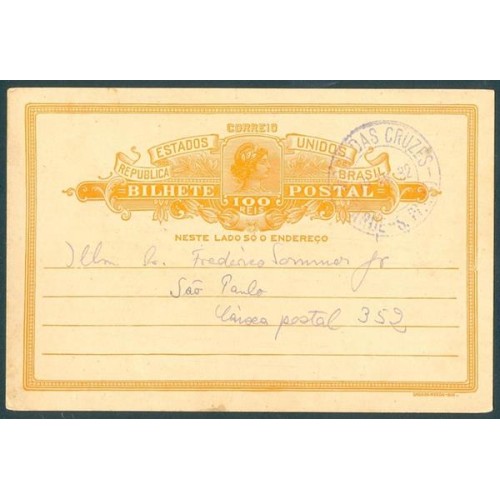 CORREIO
ESTADOS UNIDOS
REPUBLICA BRASIL
BILHETE POSTAL
100
REIS
DAS CRUZES
NESTE LADO SÓ O ENDEREÇO
Illm Frederico Sommer Jr
São Paulo
Caixa postal 352